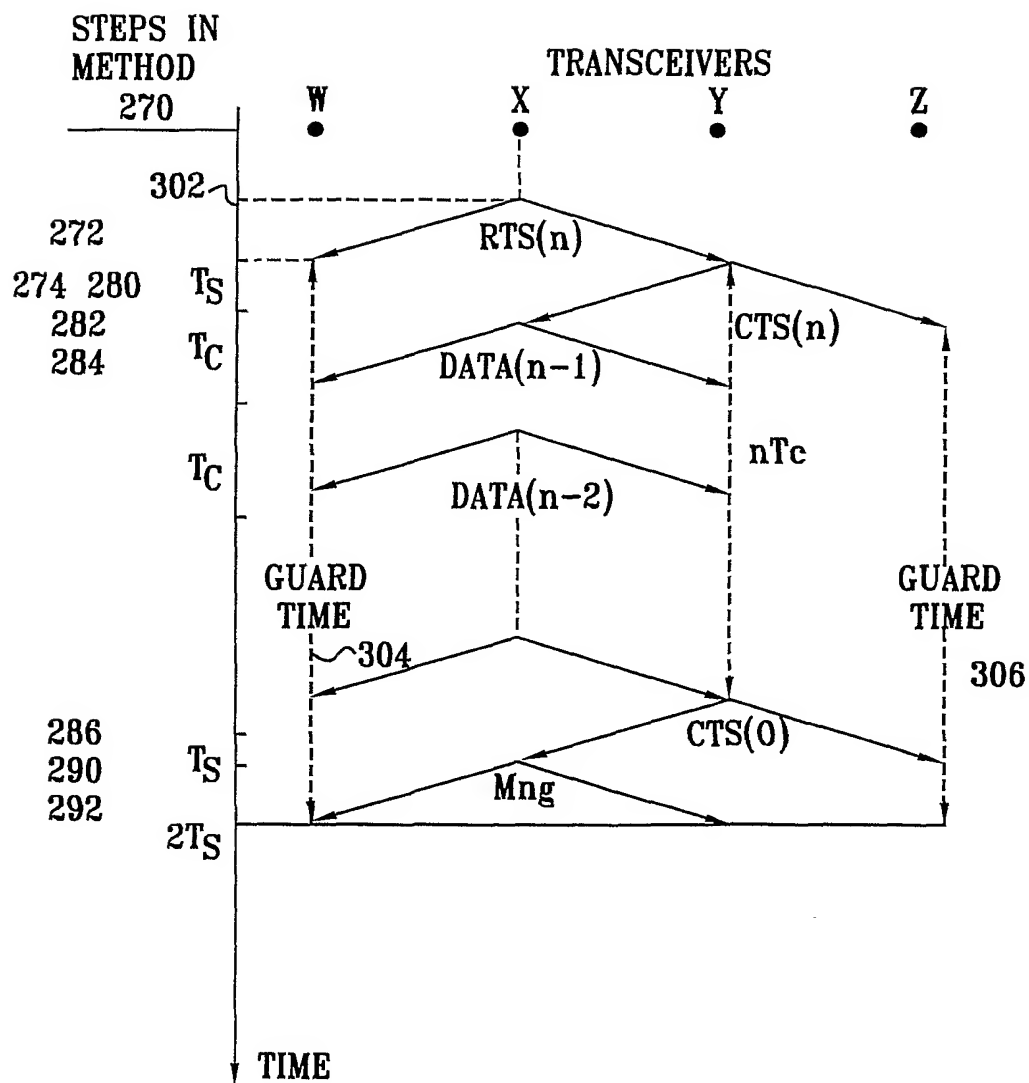 STEPS IN
METHOD
270
TRANSCEIVERS
W X Y Z
302
272
RTS(n)
274 280 TS
282
CTS(n)
284 TC
DATA(n-1)
nTc
TC
DATA(n-2)
GUARD
TIME
GUARD
TIME
304
306
286
CTS(0)
290 TS
Mng
292
2TS
TIME